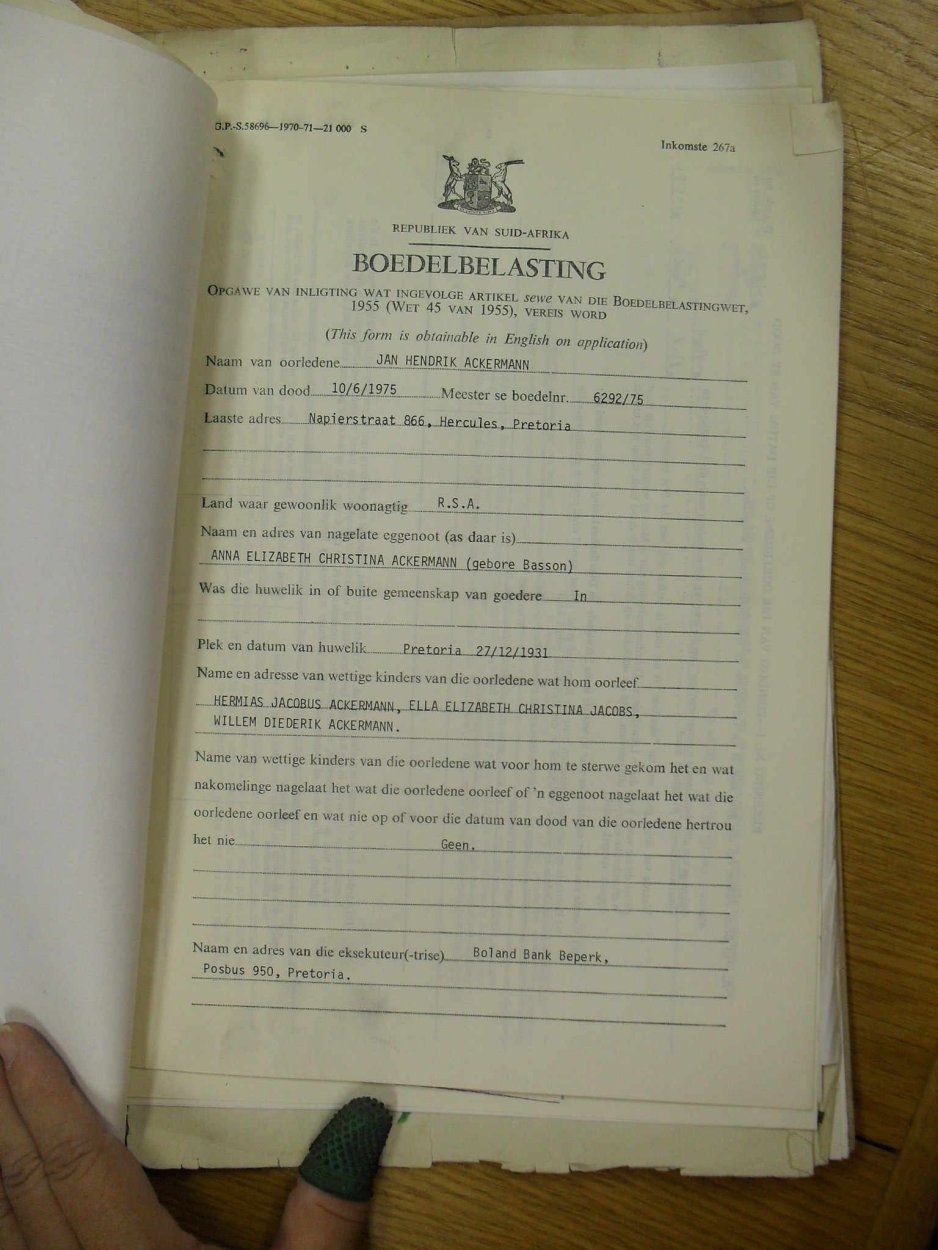 G.P.-S.58696—1970-71—21 000 S
Inkomste 267a
REPUBLIEK VAN SUID-AFRIKA
BOEDELBELASTING
OPGAWE VAN INLIGTING WAT INGEVOLGE ARTIKEL sewe VAN DIE BOEDELBELASTINGWET,
1955 (WET 45 VAN 1955), VEREIS WORD
(This form is obtainable in English on application)
Naam van oorledene JAN HENDRIK ACKERMANN
Datum van dood 10/6/1975 Meester se boedelnr. 6292/75
Laaste adres Napierstraat 866, Hercules, Pretoria
Land waar gewoonlik woonagtig R.S.A.
Naam en adres van nagelate eggenoot (as daar is)
ANNA ELIZABETH CHRISTINA ACKERMANN (gebore Basson)
Was die huwelik in of buite gemeenskap van goedere In
Plek en datum van huwelik Pretoria 27/12/1931
Name en adresse van wettige kinders van die oorledene wat hom oorleef
HERMIAS JACOBUS ACKERMANN, ELLA ELIZABETH CHRISTINA JACOBS,
WILLEM DIEDERIK ACKERMANN.
Name van wettige kinders van die oorledene wat voor hom te sterwe gekom het en wat
nakomelinge nagelaat het wat die oorledene oorleef of 'n eggenoot nagelaat het wat die
oorledene oorleef en wat nie op of voor die datum van dood van die oorledene hertrou
het nie Geen.
Naam en adres van die eksekuteur(-trise) Boland Bank Beperk,
Posbus 950, Pretoria.